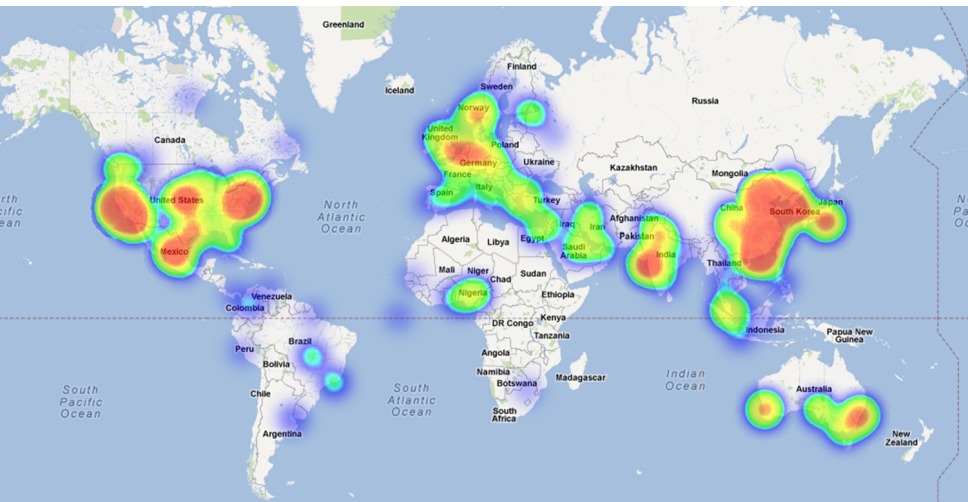 Greenland
Iceland
Finland
Sweden
Norway
Russia
Canada
United
Kingdom
Poland
Germany
Ukraine
France
Kazakhstan
Mongolia
Spain
Italy
Turkey
United States
China
Japan
South Korea
North
Atlantic
Ocean
Iraq
Iran
Afghanistan
Pakistan
Algeria
Libya
Egypt
Saudi
Arabia
India
Mexico
Mali
Niger
Chad
Sudan
Thailand
Nigeria
Ethiopia
Venezuela
Colombia
DR Congo
Kenya
Tanzania
Indonesia
Papua New
Guinea
Peru
Brazil
Bolivia
Angola
Namibia
Botswana
Madagascar
Indian
Ocean
Australia
South
Pacific
Ocean
Chile
South
Atlantic
Ocean
South
Africa
Argentina
New
Zealand